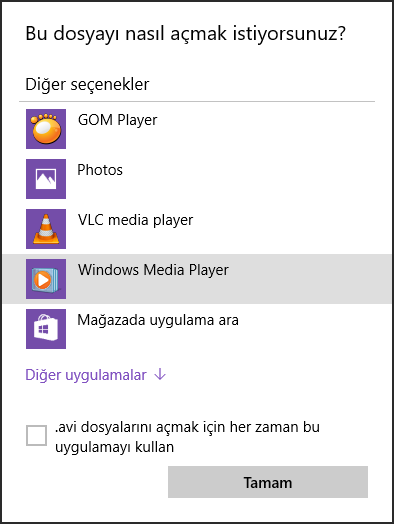 Bu dosyayı nasıl açmak istiyorsunuz?
Diğer seçenekler
GOM Player
Photos
VLC media player
Windows Media Player
Mağazada uygulama ara
Diğer uygulamalar ↓
.avi dosyalarını açmak için her zaman bu
uygulamayı kullan
Tamam